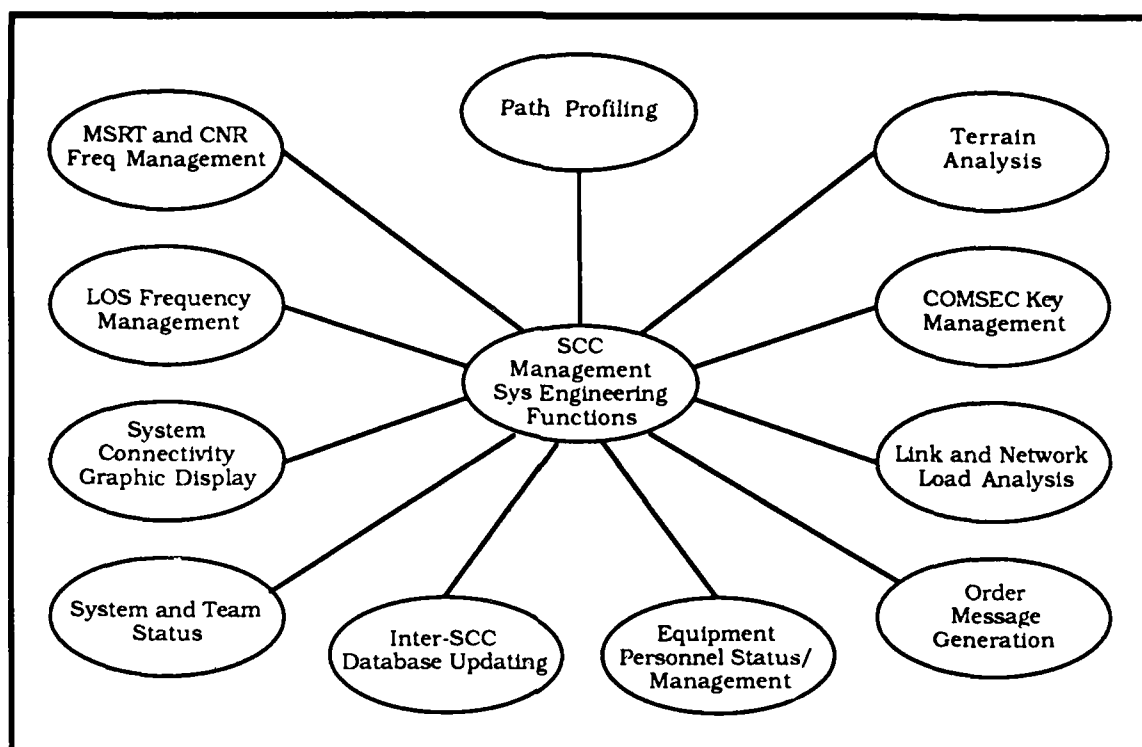 Path Profiling
MSRT and CNR
Freq Management
Terrain
Analysis
LOS Frequency
Management
COMSEC Key
Management
SCC
Management
Sys Engineering
Functions
System
Connectivity
Graphic Display
Link and Network
Load Analysis
System and Team
Status
Inter-SCC
Database Updating
Equipment
Personnel Status/
Management
Order
Message
Generation